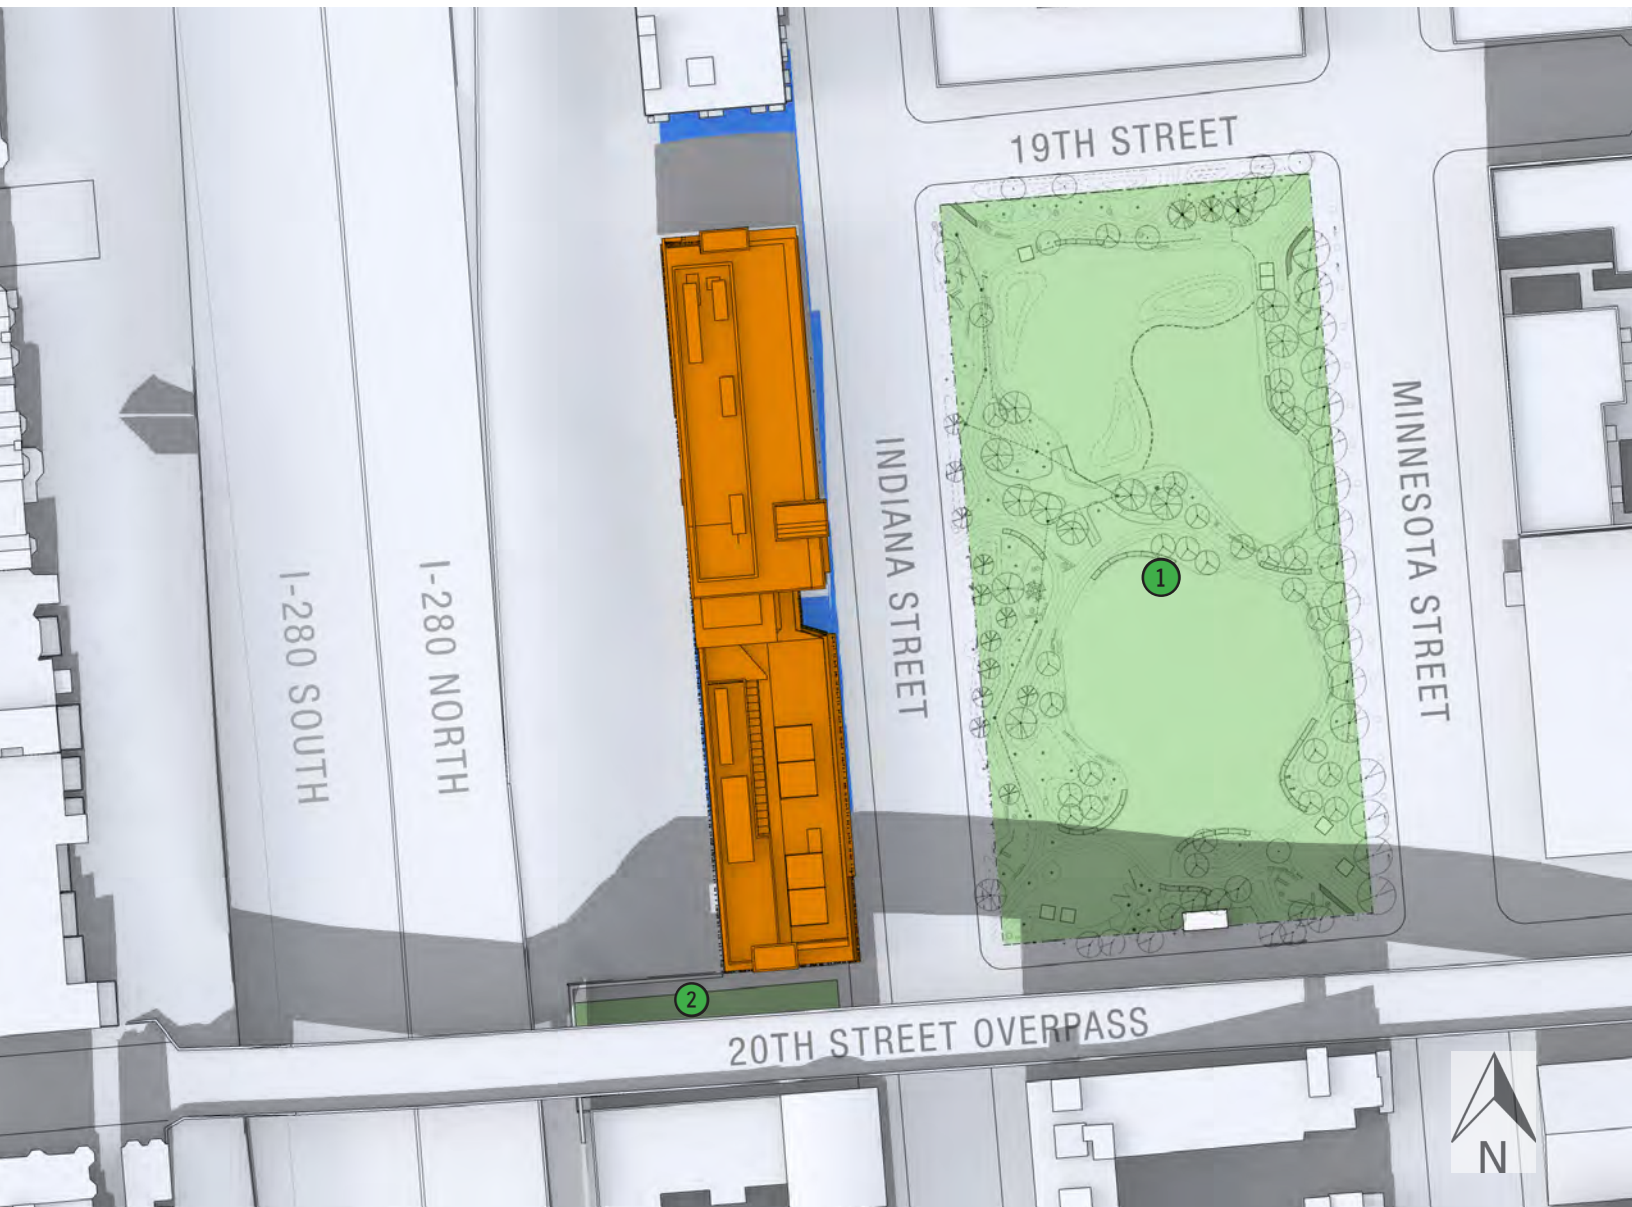 19TH STREET
MINNESOTA STREET
INDIANA STREET
I-280 NORTH
I-280 SOUTH
1
2
20TH STREET OVERPASS
N